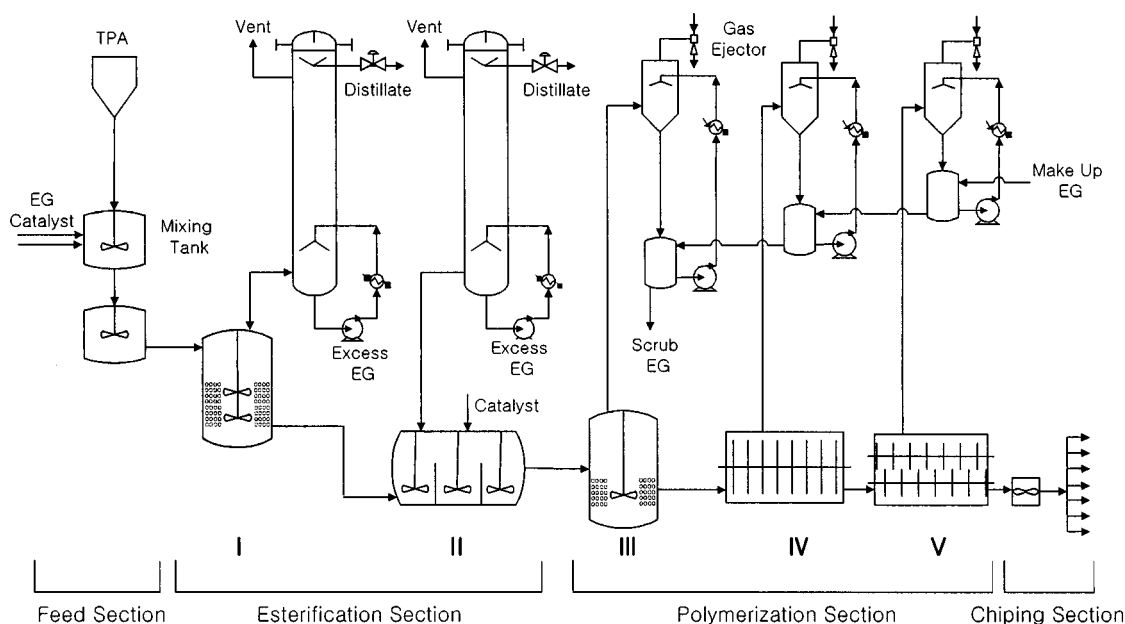 TPA
EG
Catalyst
Mixing
Tank
Vent
Distillate
Excess
EG
Vent
Distillate
Excess
EG
Catalyst
Gas
Ejector
Make Up
EG
Scrub
EG
I
II
III
IV
V
Feed Section
Esterification Section
Polymerization Section
Chiping Section